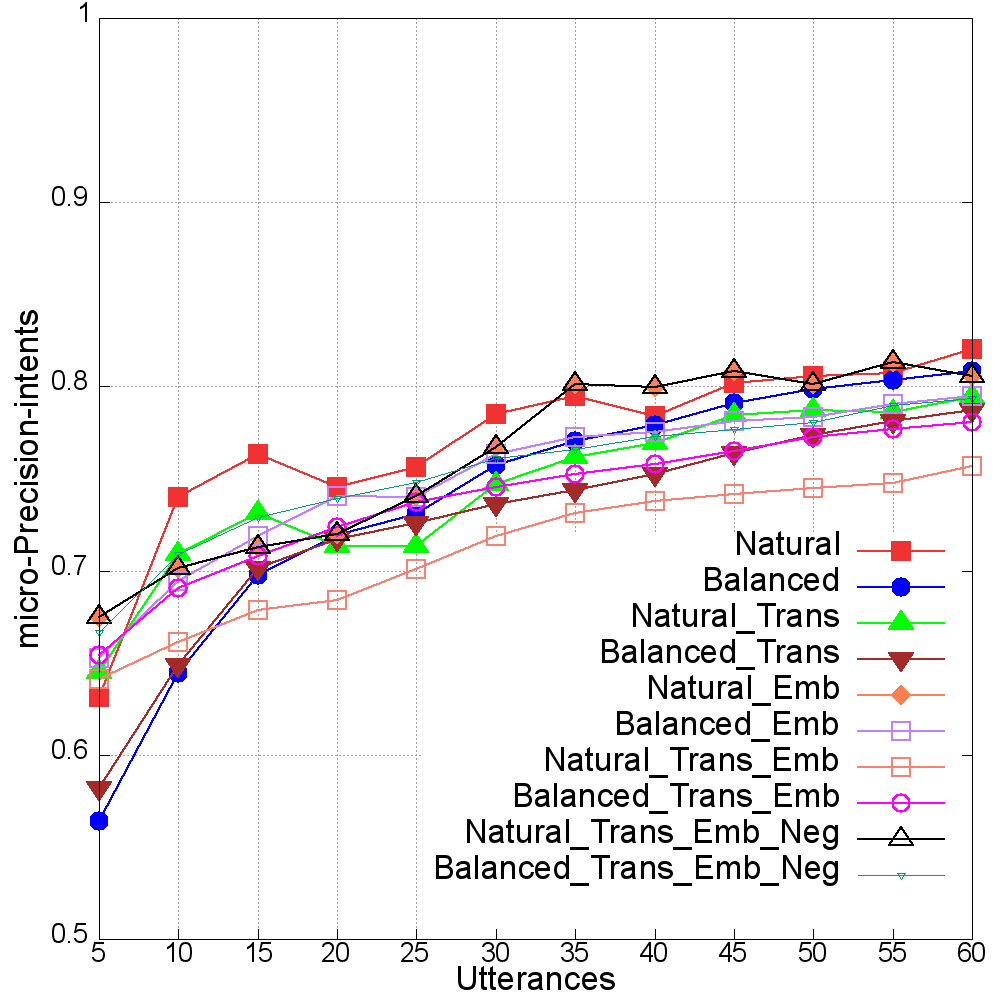 micro-Precision-intents
1
0.9
0.8
0.7
0.6
0.5
Natural
Balanced
Natural_Trans
Balanced_Trans
Natural_Emb
Balanced_Emb
Natural_Trans_Emb
Balanced_Trans_Emb
Natural_Trans_Emb_Neg
Balanced_Trans_Emb_Neg
5 10 15 20 25 30 35 40 45 50 55 60
Utterances